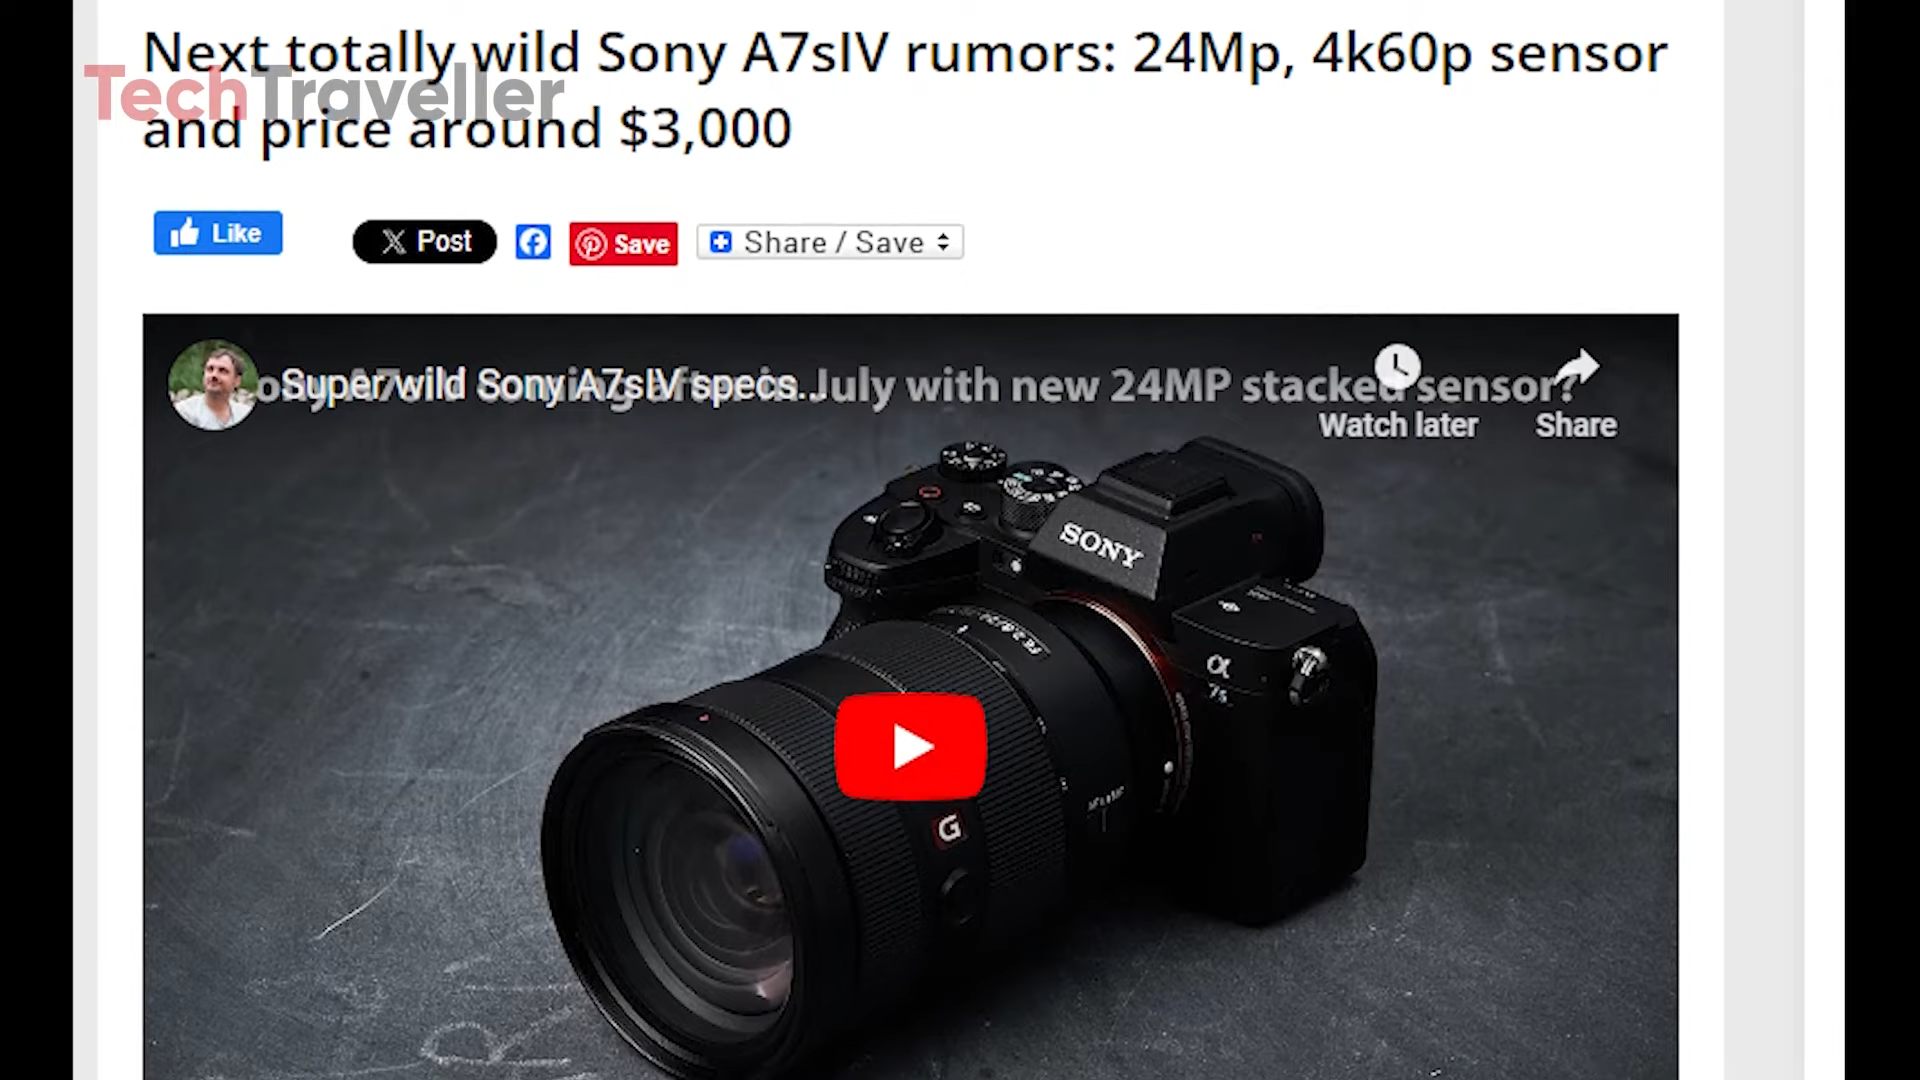 Next totally wild Sony A7sIV rumors: 24Mp, 4k60p sensor
TechTraveller
and price around $3,000
Like
Post
Save
Share / Save
Super wild Sony A7sIV specs...
July with new 24MP stacked sensor?
Watch later
Share
SONY
α
7s
G